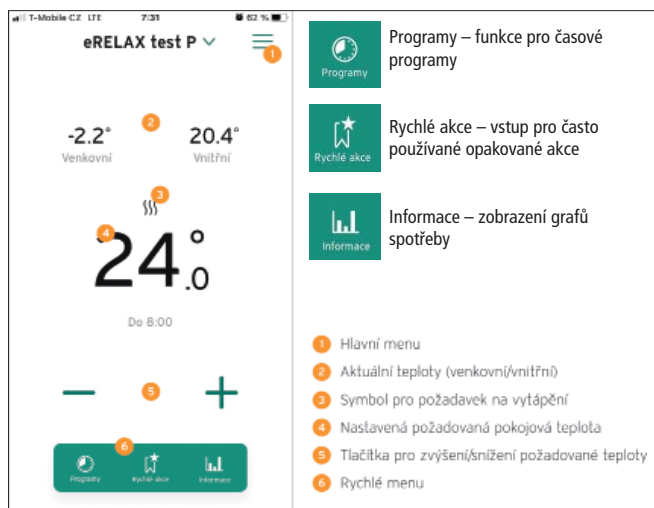 T-Mobile CZ LTE 7:31 62 %
eRELAX test P
1
2
-2.2° 20.4°
Venkovní Vnitřní
3
4
24.0°
Do 8:00
5
6
Programy Rychlé akce Informace
Programy
Programy – funkce pro časové
programy
Rychlé akce
Rychlé akce – vstup pro často
používané opakované akce
Informace
Informace – zobrazení grafů
spotřeby
1 Hlavní menu
2 Aktuální teploty (venkovní/vnitřní)
3 Symbol pro požadavek na vytápění
4 Nastavená požadovaná pokojová teplota
5 Tlačítka pro zvýšení/snížení požadované teploty
6 Rychlé menu